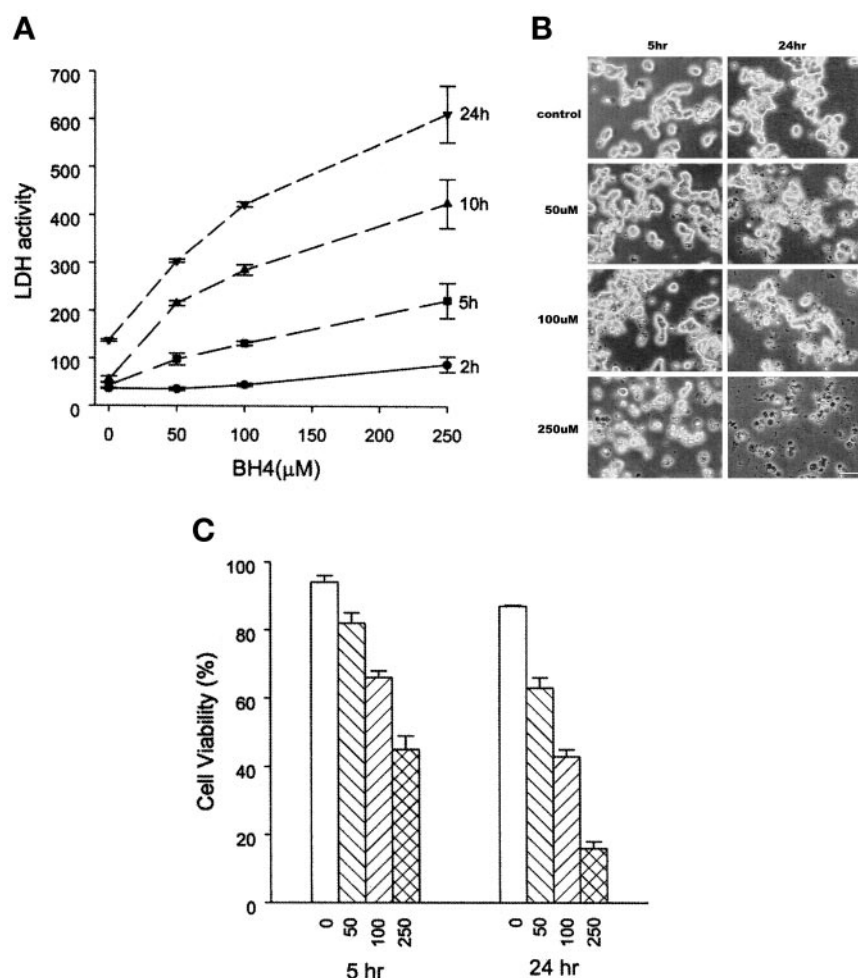 A
LDH activity
700
600
500
400
300
200
100
0
24h
10h
5h
2h
0 50 100 150 200 250
BH4(μM)
B
5hr 24hr
control
50uM
100uM
250uM
C
Cell Viability (%)
100
80
60
40
20
0
0 50 100 250 0 50 100 250
5 hr 24 hr